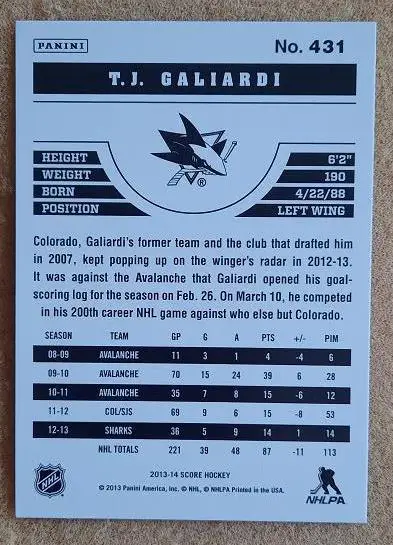 PANINI
No. 431
T.J. GALIARDI
HEIGHT 6'2"
WEIGHT 190
BORN 4/22/88
POSITION LEFT WING
®
Colorado, Galiardi's former team and the club that drafted him
in 2007, kept popping up on the winger's radar in 2012-13.
It was against the Avalanche that Galiardi opened his goal-
scoring log for the season on Feb. 26. On March 10, he competed
in his 200th career NHL game against who else but Colorado.
SEASON TEAM GP G A PTS +/- PIM
08-09 AVALANCHE 11 3 1 4 -4 6
09-10 AVALANCHE 70 15 24 39 6 28
10-11 AVALANCHE 35 7 8 15 -6 12
11-12 COL/SJS 69 9 6 15 -8 53
12-13 SHARKS 36 5 9 14 1 14
NHL TOTALS 221 39 48 87 -11 113
2013-14 SCORE HOCKEY
© 2013 Panini America, Inc. © NHL, © NHLPA Printed in the USA.
NHL
NHLPA